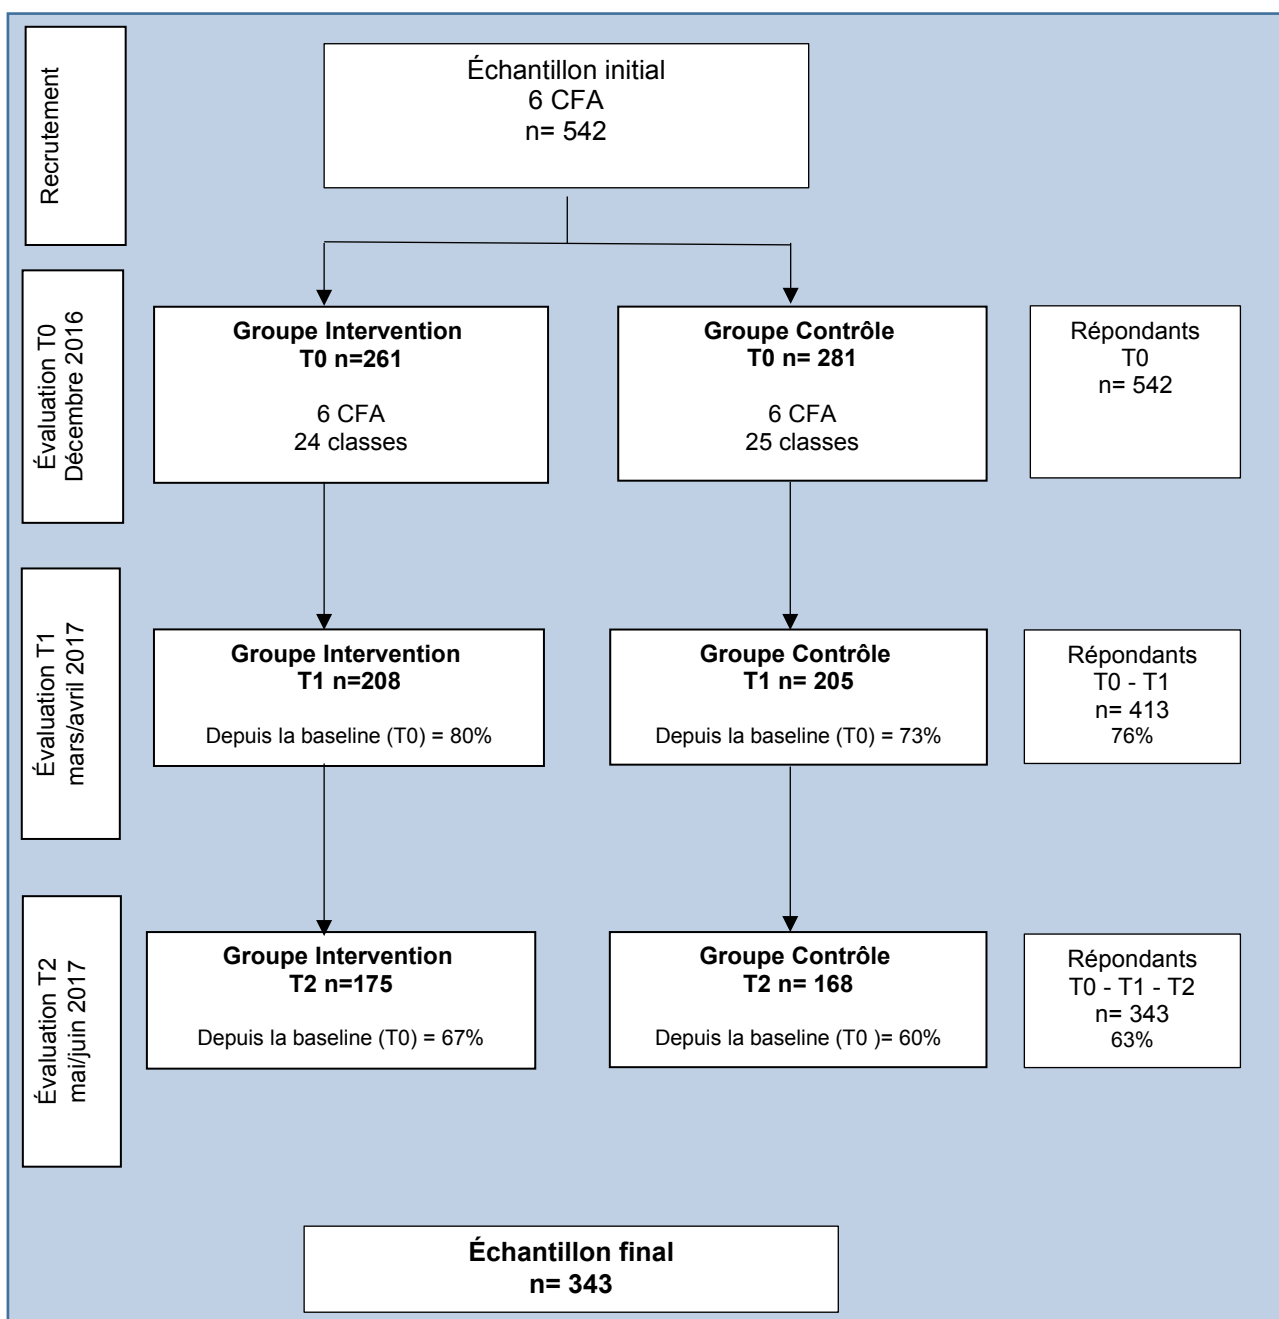 Recrutement
Échantillon initial
6 CFA
n= 542
Évaluation T0
Décembre 2016
Groupe Intervention
T0 n=261
6 CFA
24 classes
Groupe Contrôle
T0 n= 281
6 CFA
25 classes
Répondants
T0
n= 542
Évaluation T1
mars/avril 2017
Groupe Intervention
T1 n=208
Depuis la baseline (T0) = 80%
Groupe Contrôle
T1 n= 205
Depuis la baseline (T0) = 73%
Répondants
T0 - T1
n= 413
76%
Évaluation T2
mai/juin 2017
Groupe Intervention
T2 n=175
Depuis la baseline (T0) = 67%
Groupe Contrôle
T2 n= 168
Depuis la baseline (T0 )= 60%
Répondants
T0 - T1 - T2
n= 343
63%
Échantillon final
n= 343